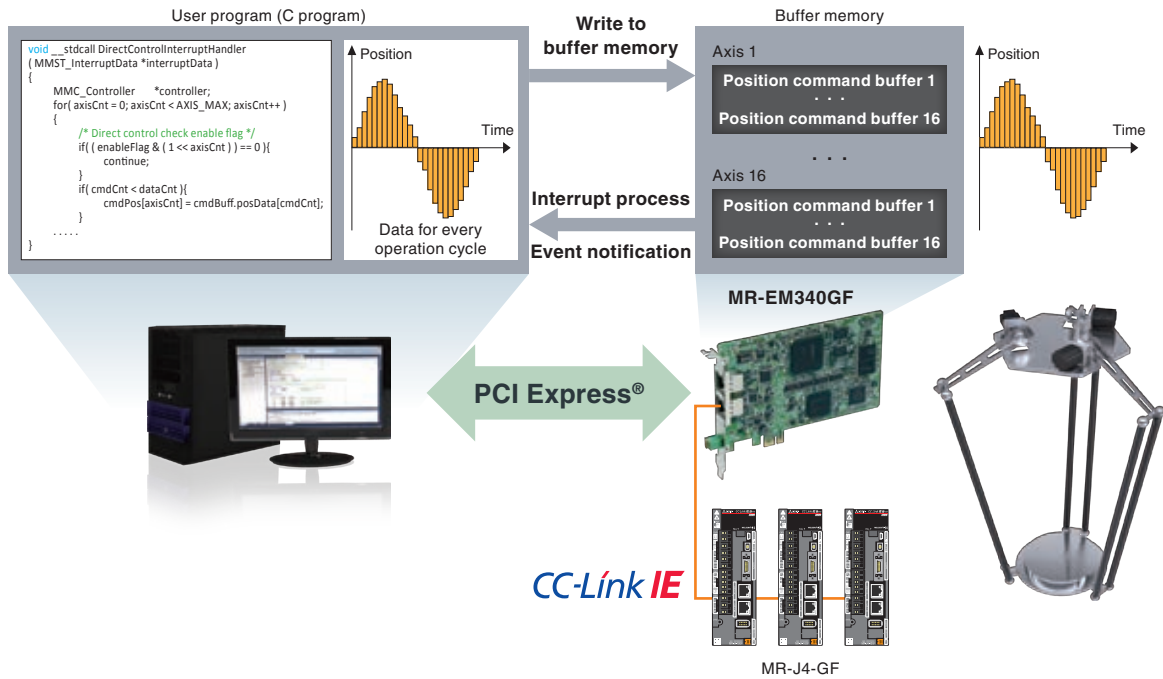 User program (C program)
void __stdcall DirectControlInterruptHandler
( MMST_InterruptData *interruptData )
{
MMC_Controller *controller;
for( axisCnt = 0; axisCnt < AXIS_MAX; axisCnt++ )
{
/* Direct control check enable flag */
if( ( enableFlag & ( 1 << axisCnt ) ) == 0 ){
continue;
}
if( cmdCnt < dataCnt ){
cmdPos[axisCnt] = cmdBuff.posData[cmdCnt];
}
. . . . .
}
Position
Time
Data for every
operation cycle
Write to
buffer memory
Interrupt process
Event notification
Buffer memory
Axis 1
Position command buffer 1
. . .
Position command buffer 16
. . .
Axis 16
Position command buffer 1
. . .
Position command buffer 16
Position
Time
MR-EM340GF
PCI Express®
CC-Link IE
MR-J4-GF